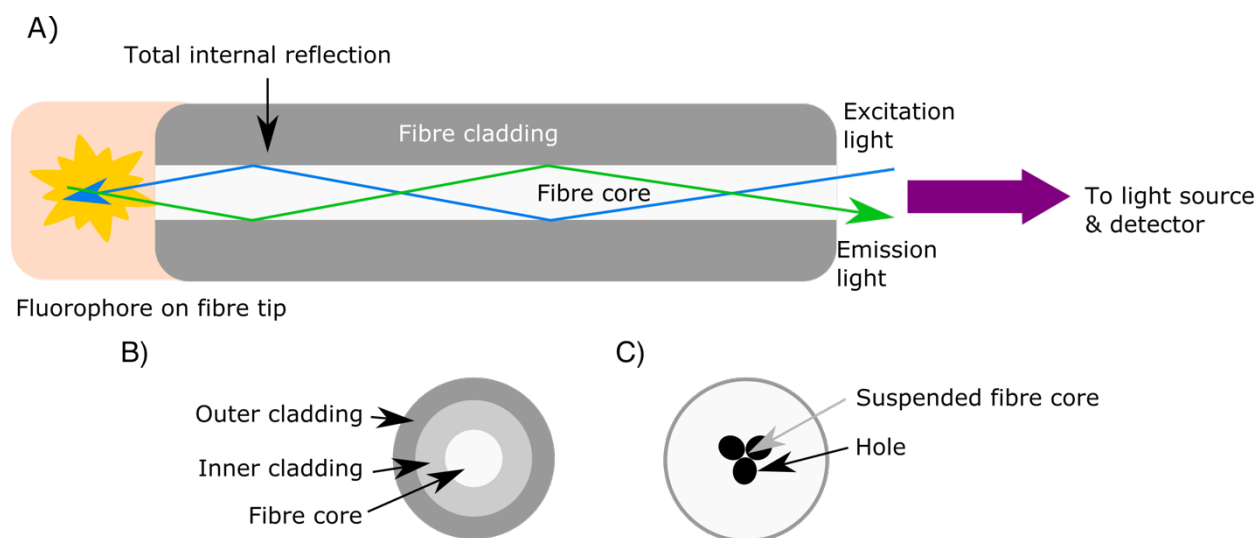 A)
Total internal reflection
Fibre cladding
Excitation
light
Fibre core
To light source
& detector
Emission
light
Fluorophore on fibre tip
B)
C)
Outer cladding
Inner cladding
Fibre core
Suspended fibre core
Hole